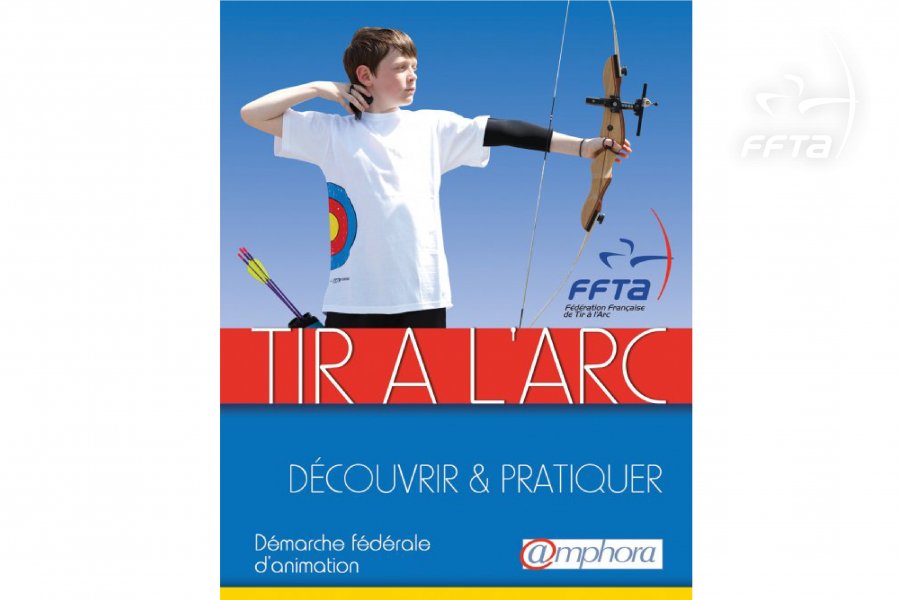 FFTa
FFTa
Fédération Française
de Tir à l'Arc
TIR A L'ARC
DÉCOUVRIR & PRATIQUER
Démarche fédérale
d'animation
@mphora